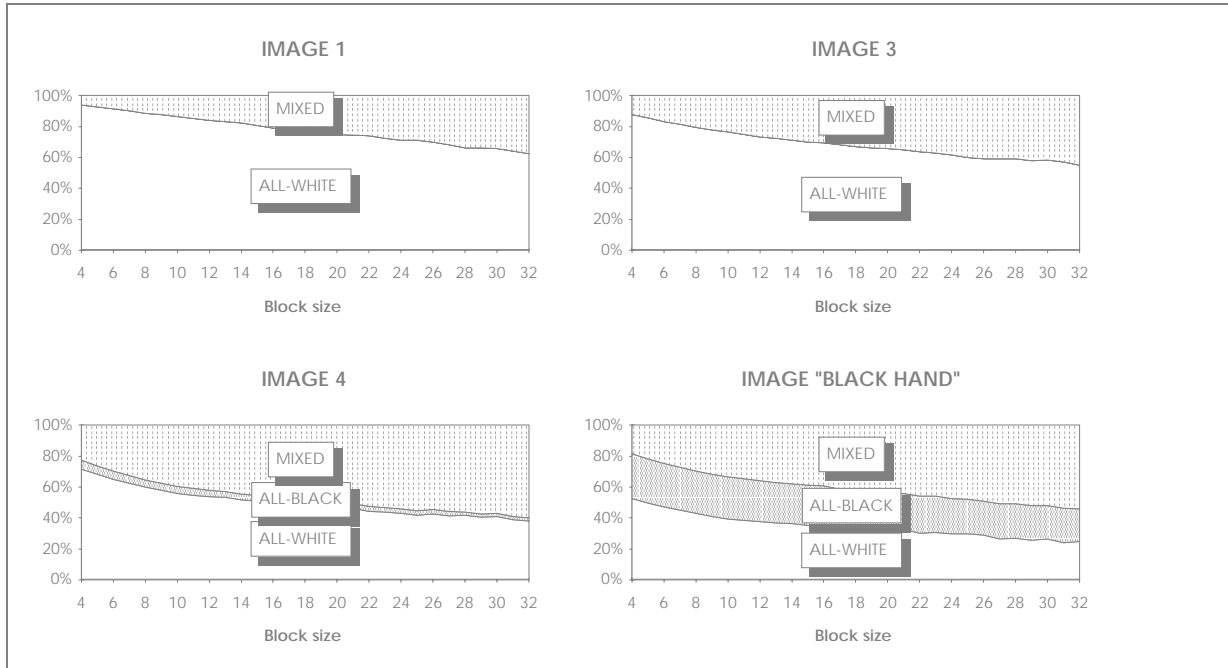 IMAGE 1
100%
80%
60%
40%
20%
0%
MIXED
ALL-WHITE
4 6 8 10 12 14 16 18 20 22 24 26 28 30 32
Block size
IMAGE 3
100%
80%
60%
40%
20%
0%
MIXED
ALL-WHITE
4 6 8 10 12 14 16 18 20 22 24 26 28 30 32
Block size
IMAGE 4
100%
80%
60%
40%
20%
0%
MIXED
ALL-BLACK
ALL-WHITE
4 6 8 10 12 14 16 18 20 22 24 26 28 30 32
Block size
IMAGE "BLACK HAND"
100%
80%
60%
40%
20%
0%
MIXED
ALL-BLACK
ALL-WHITE
4 6 8 10 12 14 16 18 20 22 24 26 28 30 32
Block size